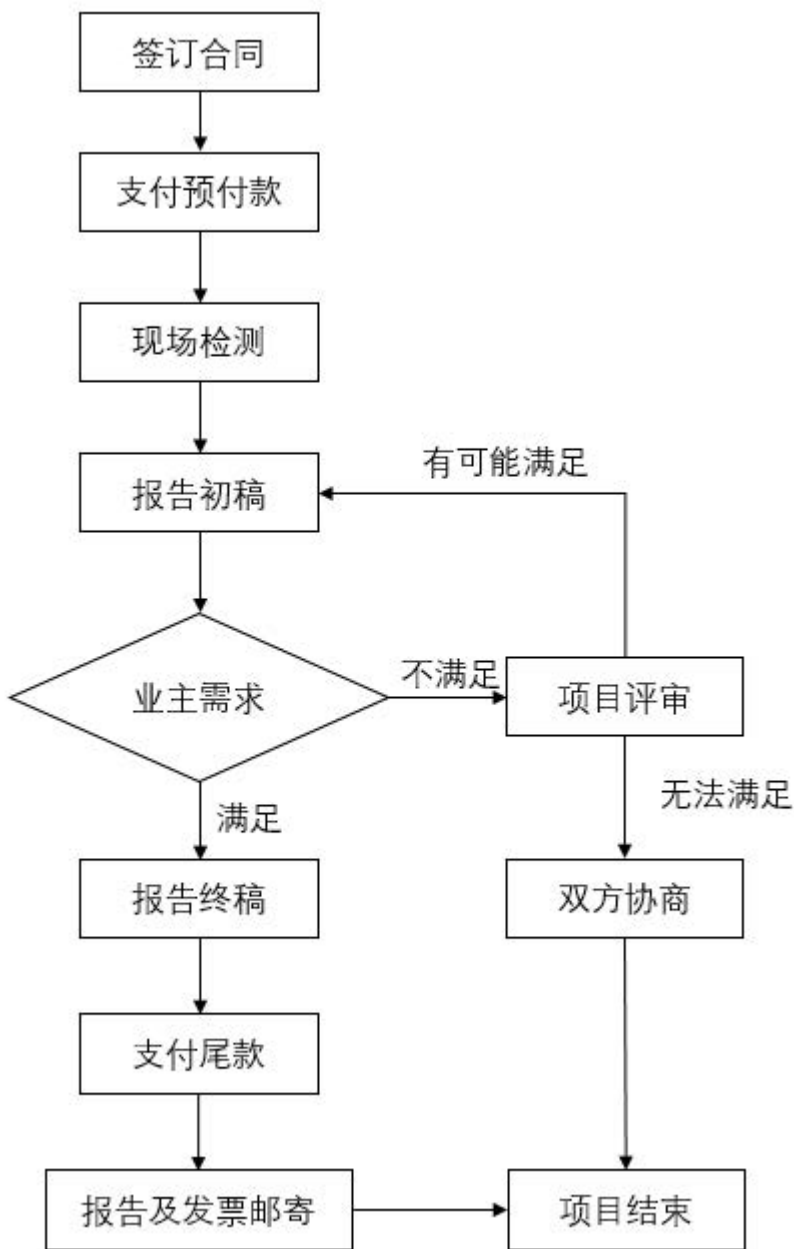 签订合同
支付预付款
现场检测
有可能满足
报告初稿
不满足
业主需求
项目评审
无法满足
满足
报告终稿
双方协商
支付尾款
报告及发票邮寄
项目结束